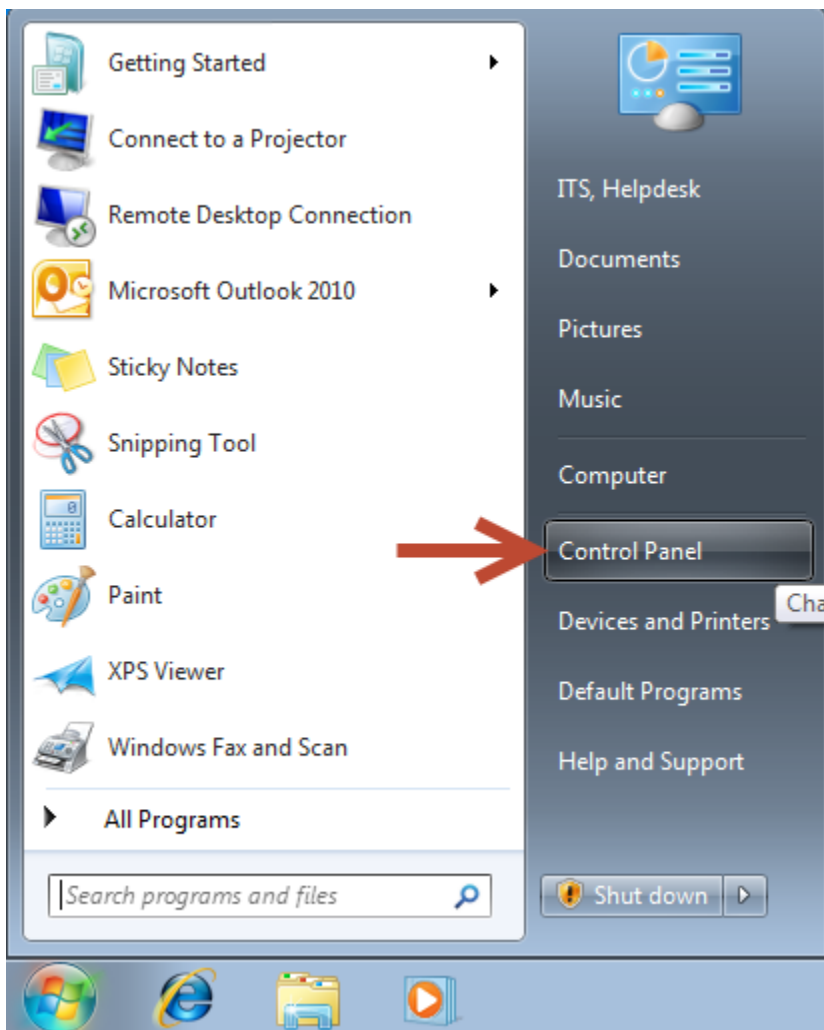 Getting Started
Connect to a Projector
Remote Desktop Connection
Microsoft Outlook 2010
Sticky Notes
Snipping Tool
Calculator
Paint
XPS Viewer
Windows Fax and Scan
All Programs
Search programs and files
ITS, Helpdesk
Documents
Pictures
Music
Computer
Control Panel
Cha
Devices and Printers
Default Programs
Help and Support
Shut down